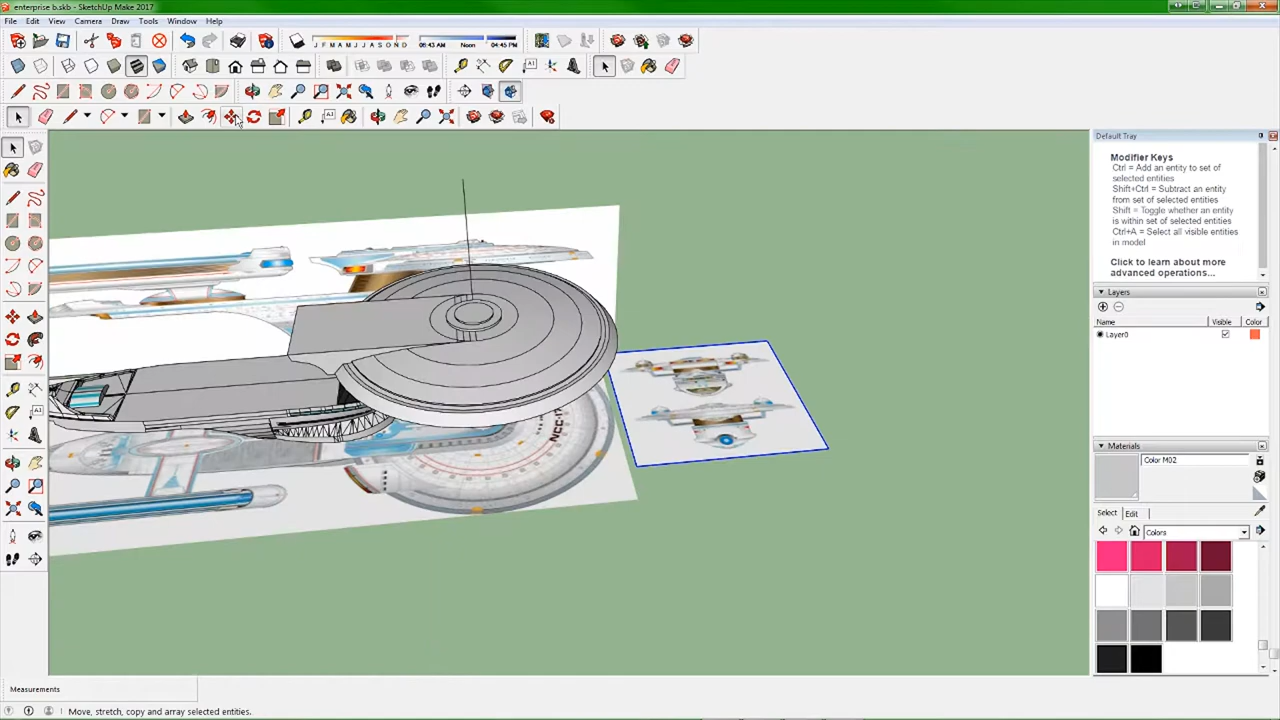 enterprise b.skb - SketchUp Make 2017
File Edit View Camera Draw Tools Window Help
J F M A M J J A S O N D 06:43 AM Noon 04:45 PM
Default Tray
Modifier Keys
Ctrl = Add an entity to set of
selected entities
Shift+Ctrl = Subtract an entity
from set of selected entities
Shift = Toggle whether an entity
is within set of selected entities
Ctrl+A = Select all visible entities
in model
Click to learn about more
advanced operations...
Layers
Name Visible Color
Layer0
Materials
Color M02
Select Edit
Colors
NCC-17
Measurements
Move, stretch, copy and array selected entities.